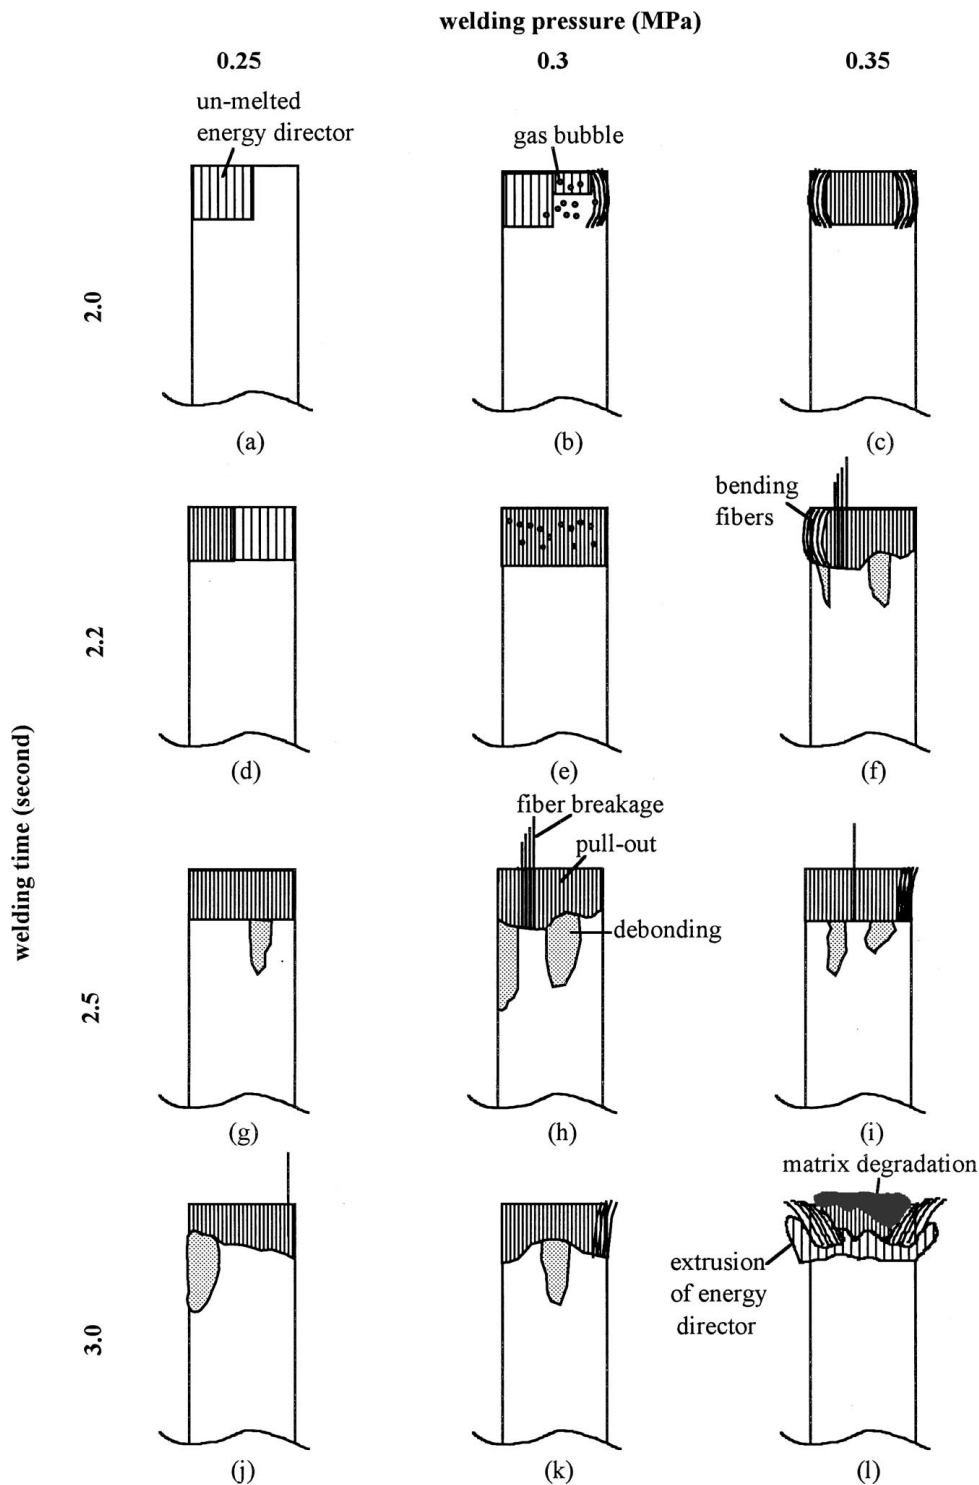 welding pressure (MPa)
0.25
0.3
0.35
un-melted
energy director
gas bubble
2.0
(a)
(b)
(c)
bending
fibers
2.2
(d)
(e)
(f)
welding time (second)
fiber breakage
pull-out
debonding
2.5
(g)
(h)
(i)
matrix degradation
extrusion
of energy
director
3.0
(j)
(k)
(l)